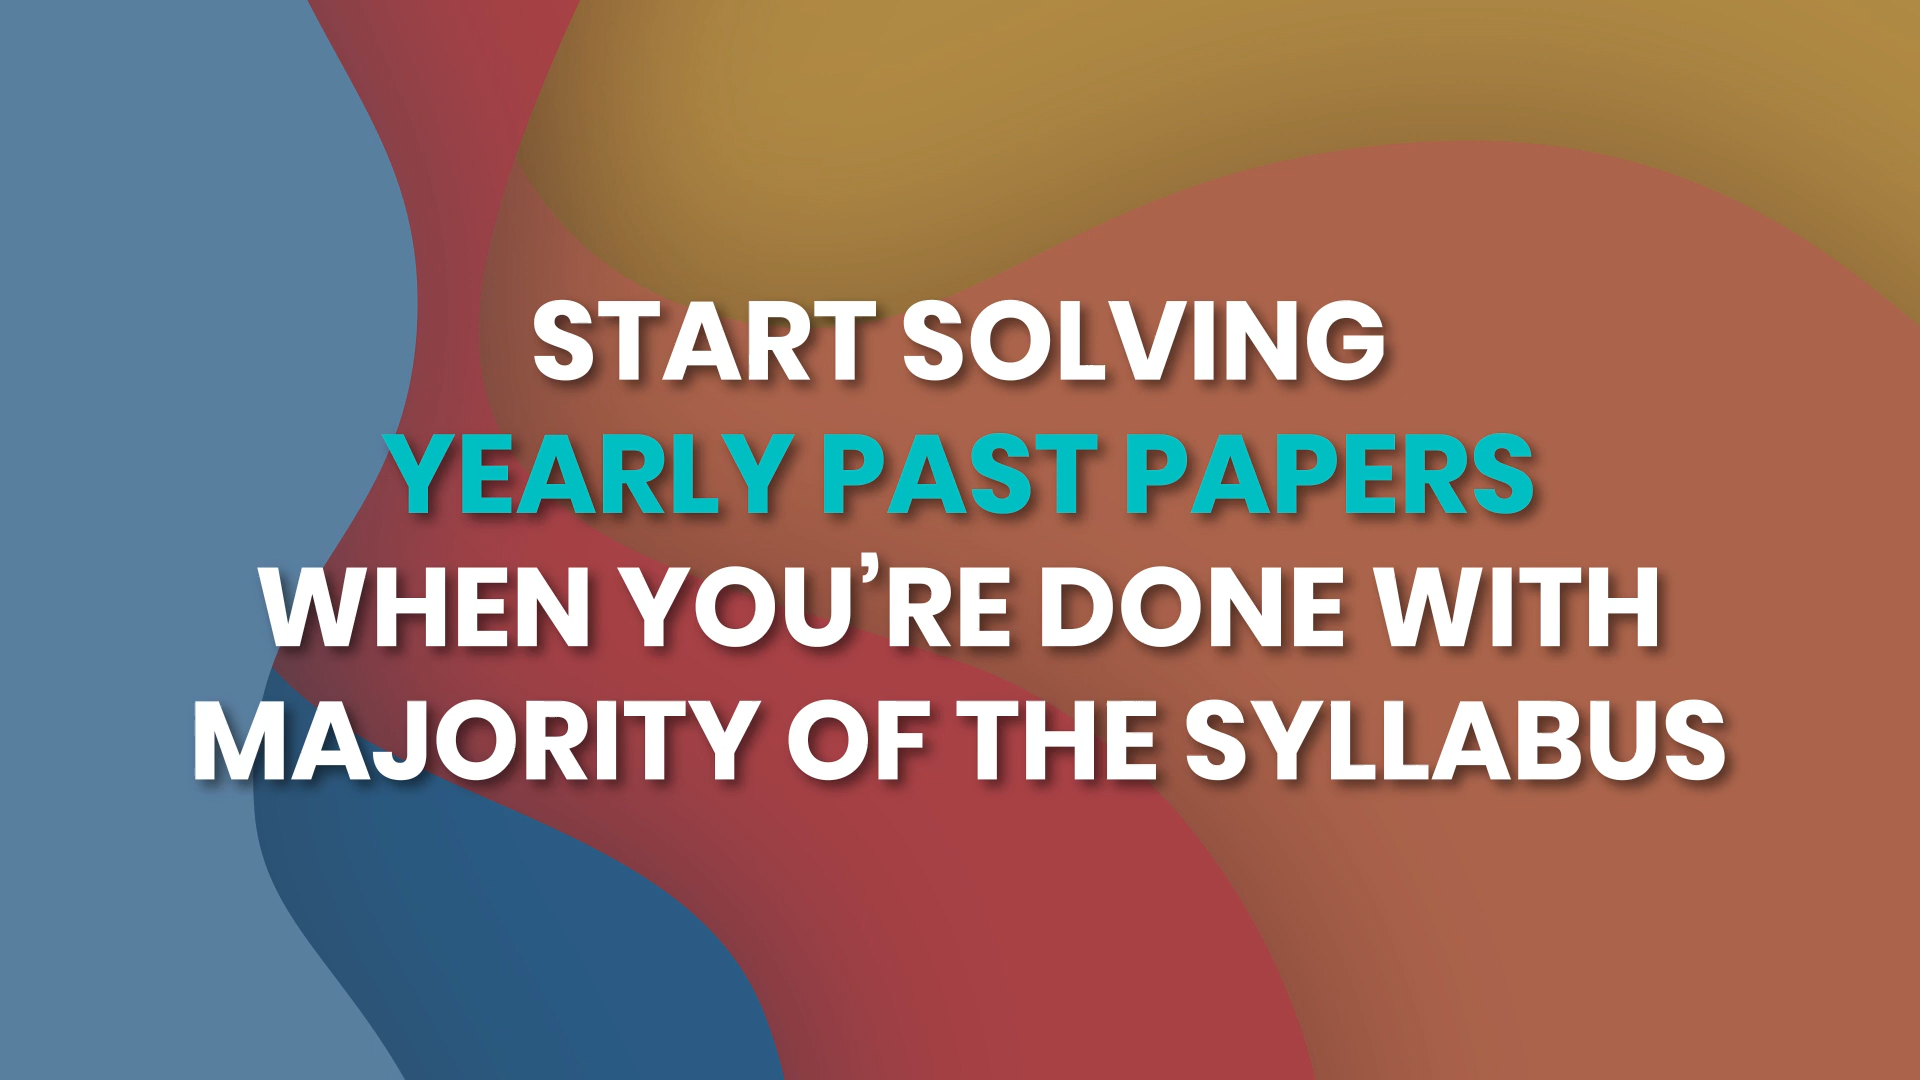 START SOLVING
YEARLY PAST PAPERS
WHEN YOU’RE DONE WITH
MAJORITY OF THE SYLLABUS